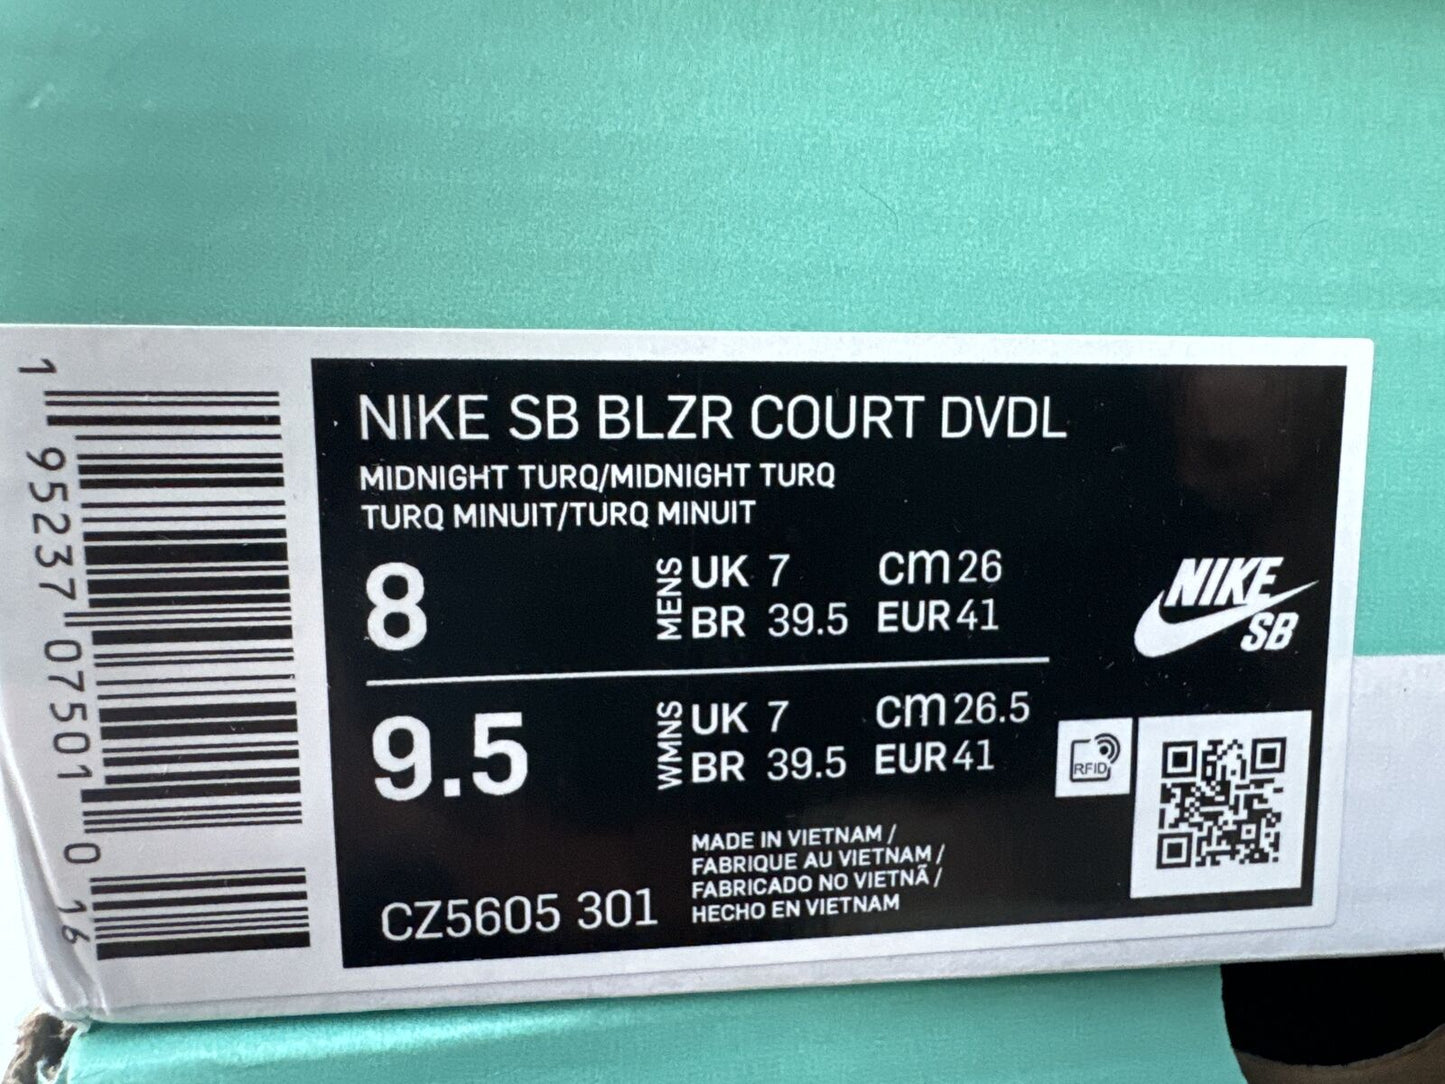 NIKE SB BLZR COURT DVDL
MIDNIGHT TURQ/MIDNIGHT TURQ
TURQ MINUIT/TURQ MINUIT
8
MENS
UK 7 cm 26
BR 39.5 EUR 41
9.5
WMNS
UK 7 cm 26.5
BR 39.5 EUR 41
NIKE
SB
RFID
CZ5605 301
MADE IN VIETNAM /
FABRIQUE AU VIETNAM /
FABRICADO NO VIETNÃ /
HECHO EN VIETNAM
1 95237 07501 0 16